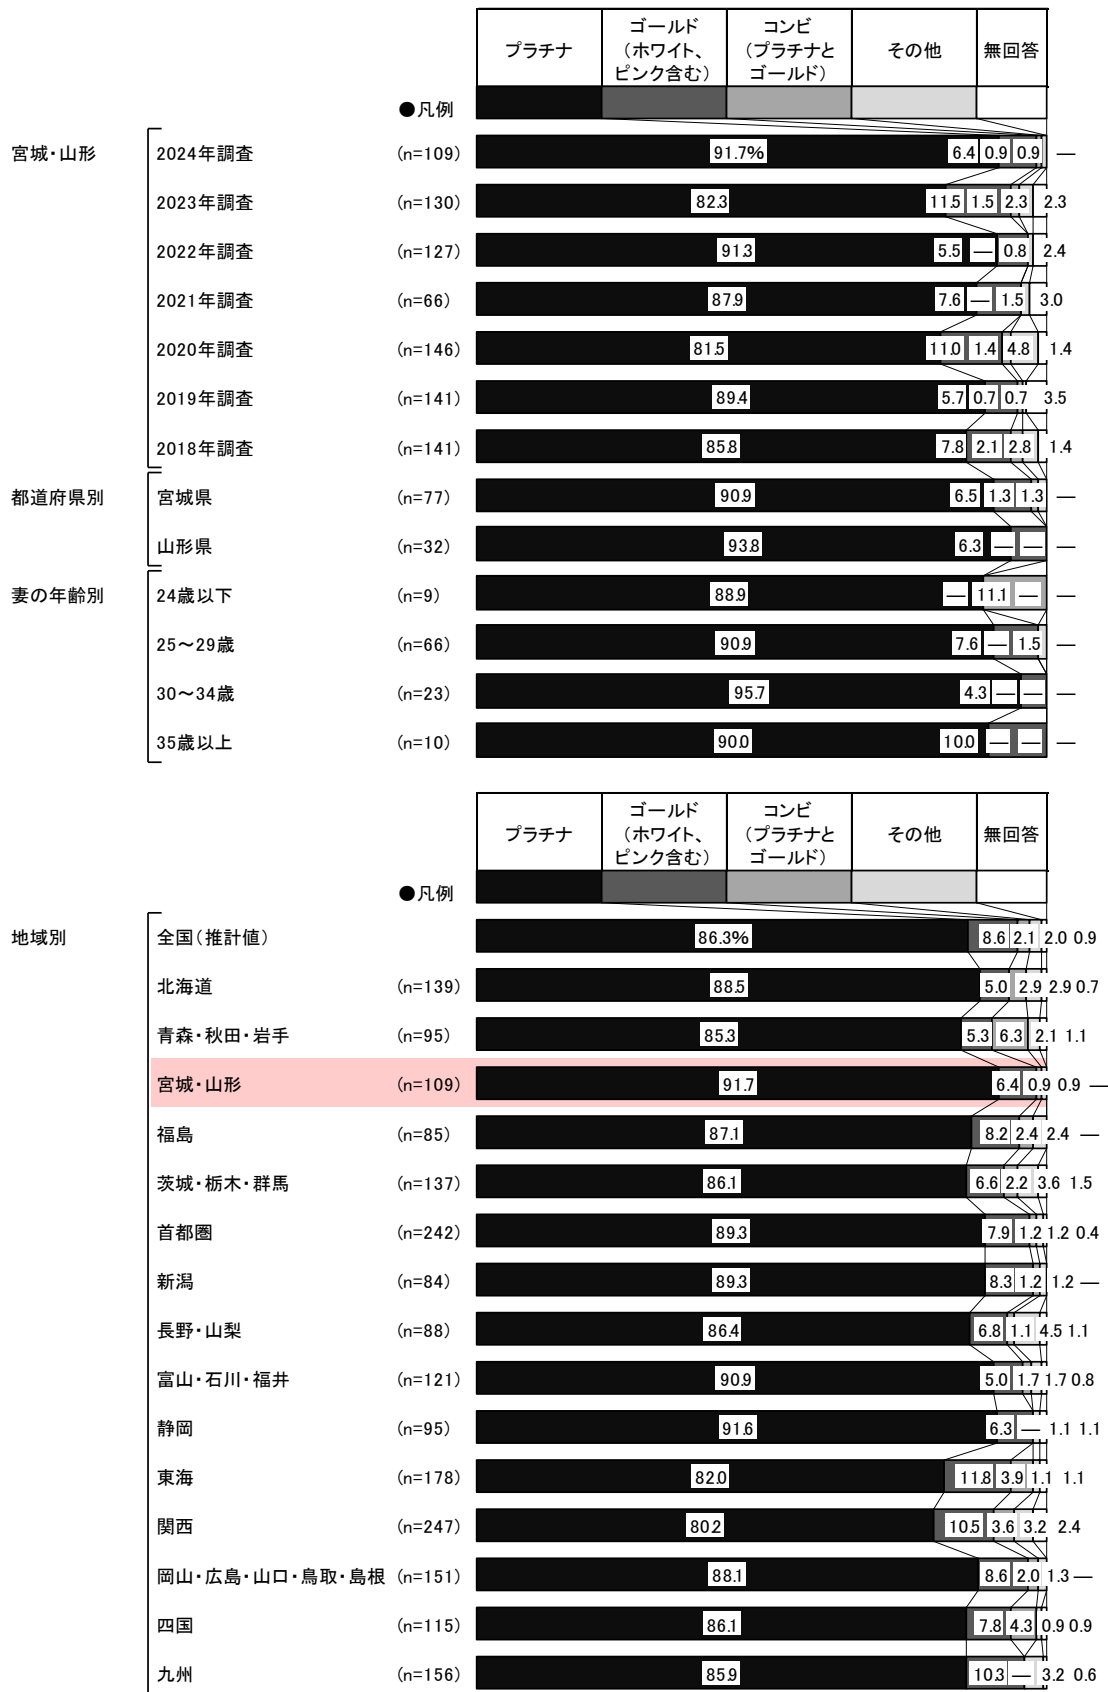 プラチナ ゴールド（ホワイト、ピンク含む） コンビ（プラチナとゴールド） その他 無回答
●凡例
宮城・山形 2024年調査 (n=109) 91.7% 6.4 0.9 0.9 —
2023年調査 (n=130) 82.3 11.5 1.5 2.3 2.3
2022年調査 (n=127) 91.3 5.5 — 0.8 2.4
2021年調査 (n=66) 87.9 7.6 — 1.5 3.0
2020年調査 (n=146) 81.5 11.0 1.4 4.8 1.4
2019年調査 (n=141) 89.4 5.7 0.7 0.7 3.5
2018年調査 (n=141) 85.8 7.8 2.1 2.8 1.4
都道府県別 宮城県 (n=77) 90.9 6.5 1.3 1.3 —
山形県 (n=32) 93.8 6.3 — — —
妻の年齢別 24歳以下 (n=9) 88.9 — 11.1 — —
25～29歳 (n=66) 90.9 7.6 — 1.5 —
30～34歳 (n=23) 95.7 4.3 — — —
35歳以上 (n=10) 90.0 10.0 — — —
プラチナ ゴールド（ホワイト、ピンク含む） コンビ（プラチナとゴールド） その他 無回答
●凡例
地域別 全国（推計値） 86.3% 8.6 2.1 2.0 0.9
北海道 (n=139) 88.5 5.0 2.9 2.9 0.7
青森・秋田・岩手 (n=95) 85.3 5.3 6.3 2.1 1.1
宮城・山形 (n=109) 91.7 6.4 0.9 0.9 —
福島 (n=85) 87.1 8.2 2.4 2.4 —
茨城・栃木・群馬 (n=137) 86.1 6.6 2.2 3.6 1.5
首都圏 (n=242) 89.3 7.9 1.2 1.2 0.4
新潟 (n=84) 89.3 8.3 1.2 1.2 —
長野・山梨 (n=88) 86.4 6.8 1.1 4.5 1.1
富山・石川・福井 (n=121) 90.9 5.0 1.7 1.7 0.8
静岡 (n=95) 91.6 6.3 — 1.1 1.1
東海 (n=178) 82.0 11.8 3.9 1.1 1.1
関西 (n=247) 80.2 10.5 3.6 3.2 2.4
岡山・広島・山口・鳥取・島根 (n=151) 88.1 8.6 2.0 1.3 —
四国 (n=115) 86.1 7.8 4.3 0.9 0.9
九州 (n=156) 85.9 10.3 — 3.2 0.6